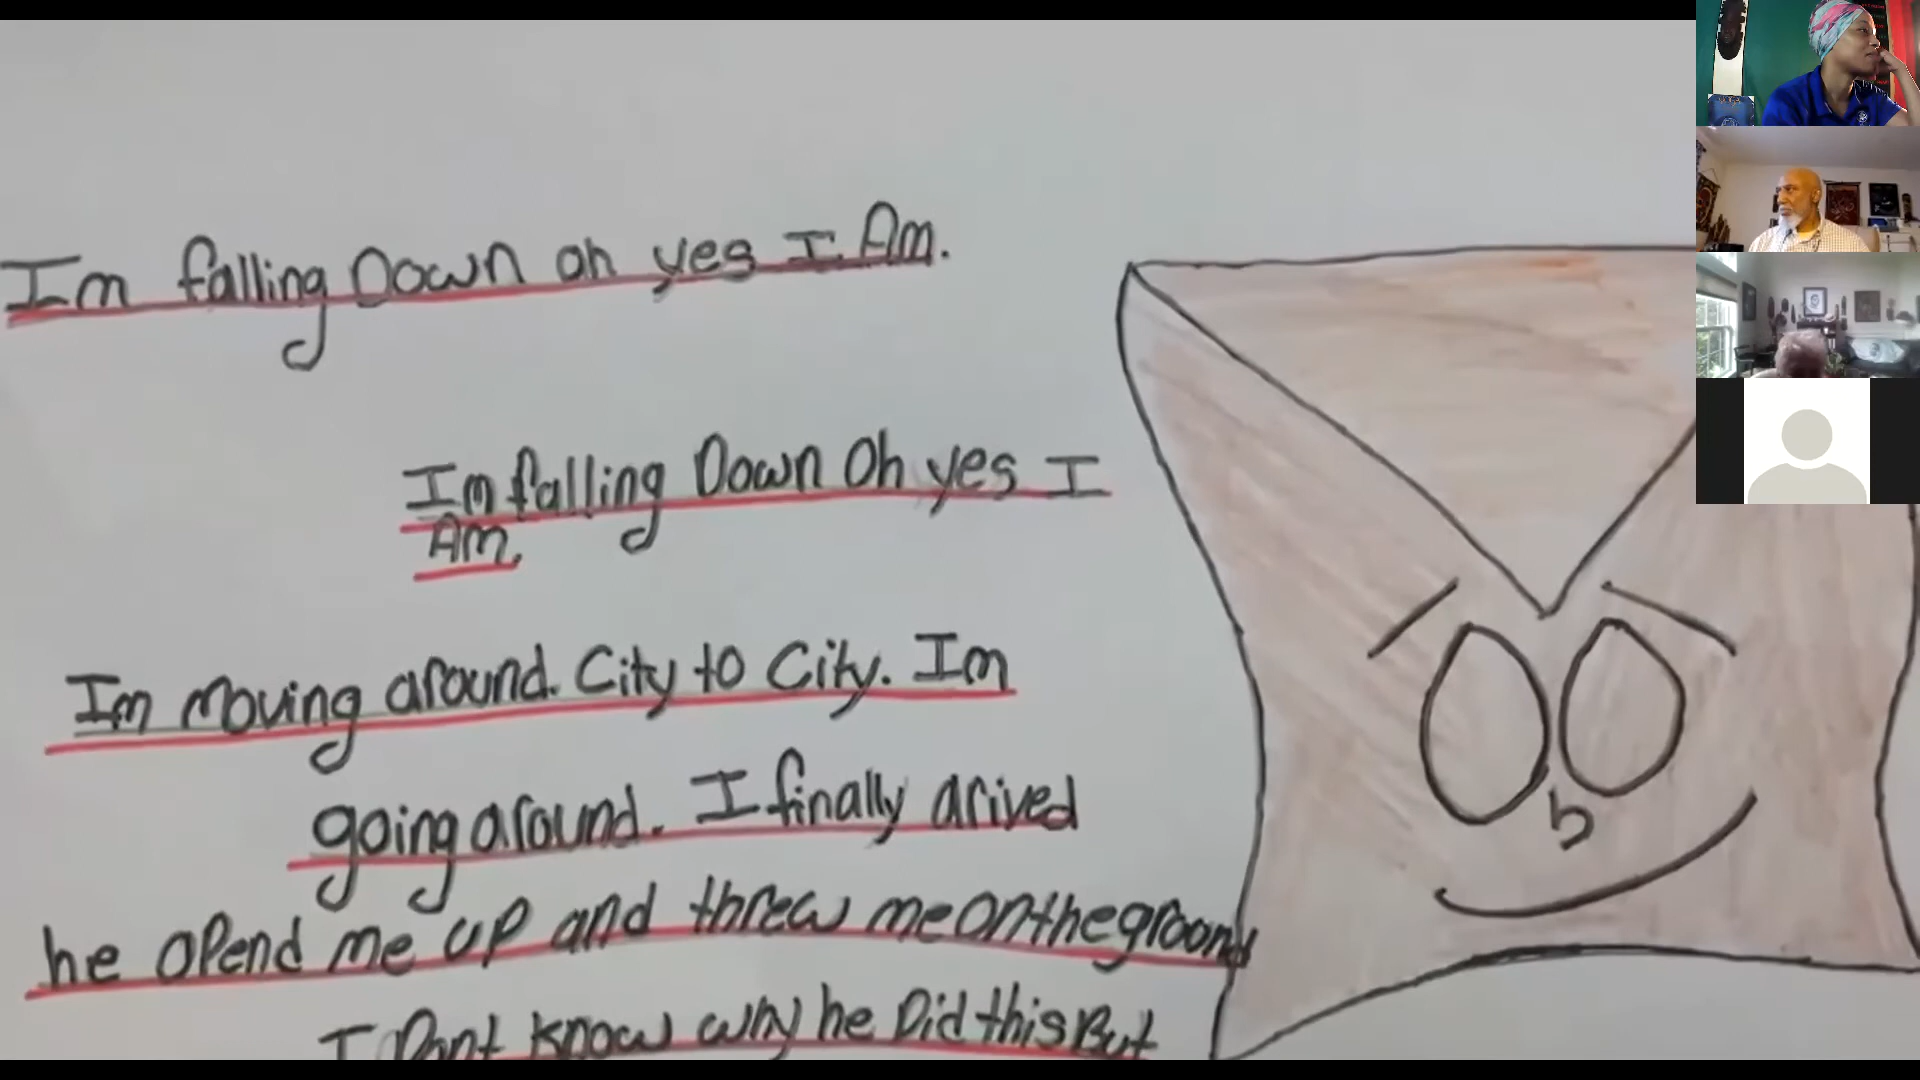 Im falling Down oh yes I Am.
Im falling Down Oh yes I
Am.
Im moving around. City to City. Im
going around. I finally arived
he opend me up and threw me on the groond
I Dont know why he Did this But